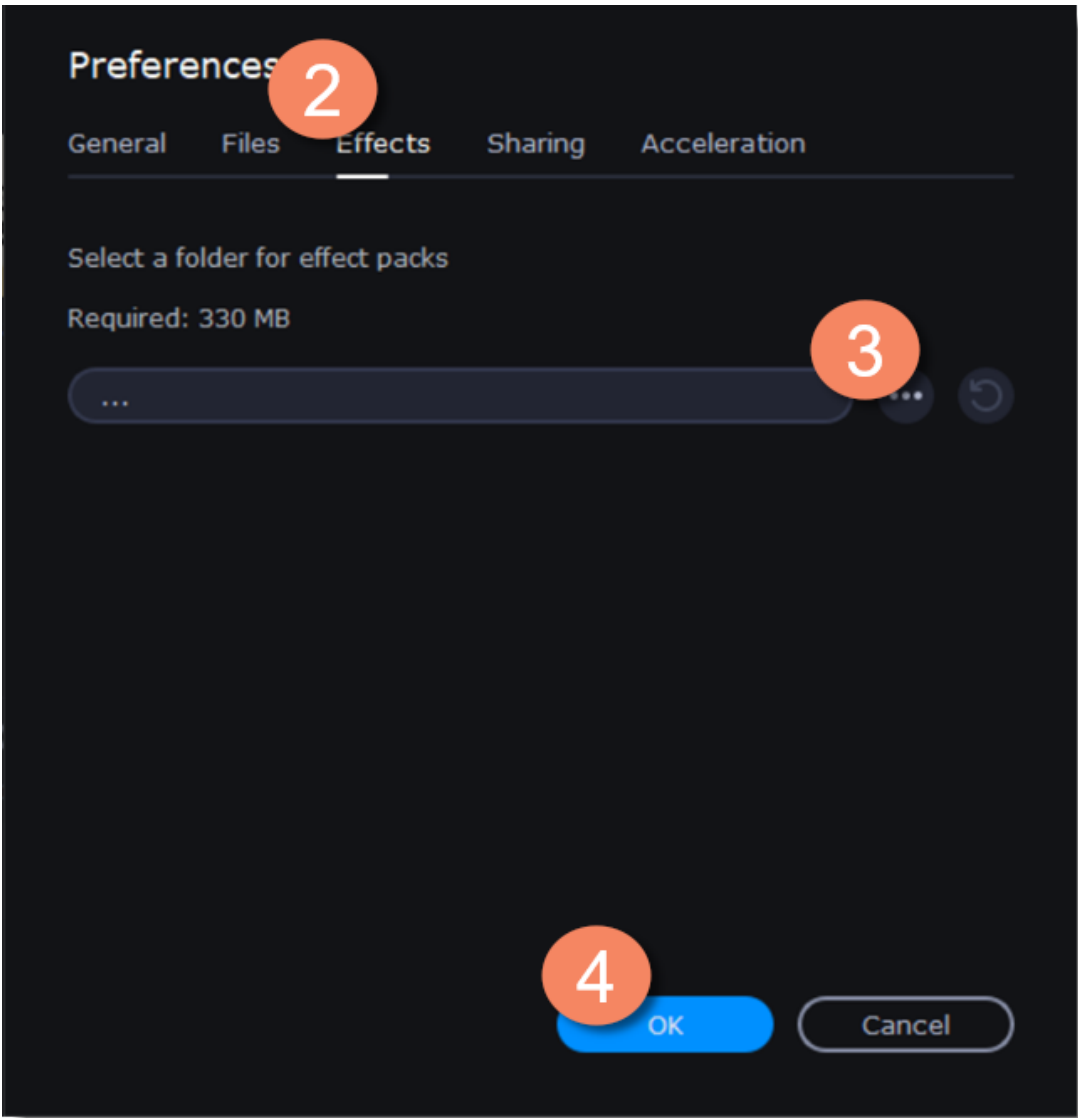 Preferences
2
General Files Effects Sharing Acceleration
Select a folder for effect packs
Required: 330 MB
3
...
4
OK Cancel